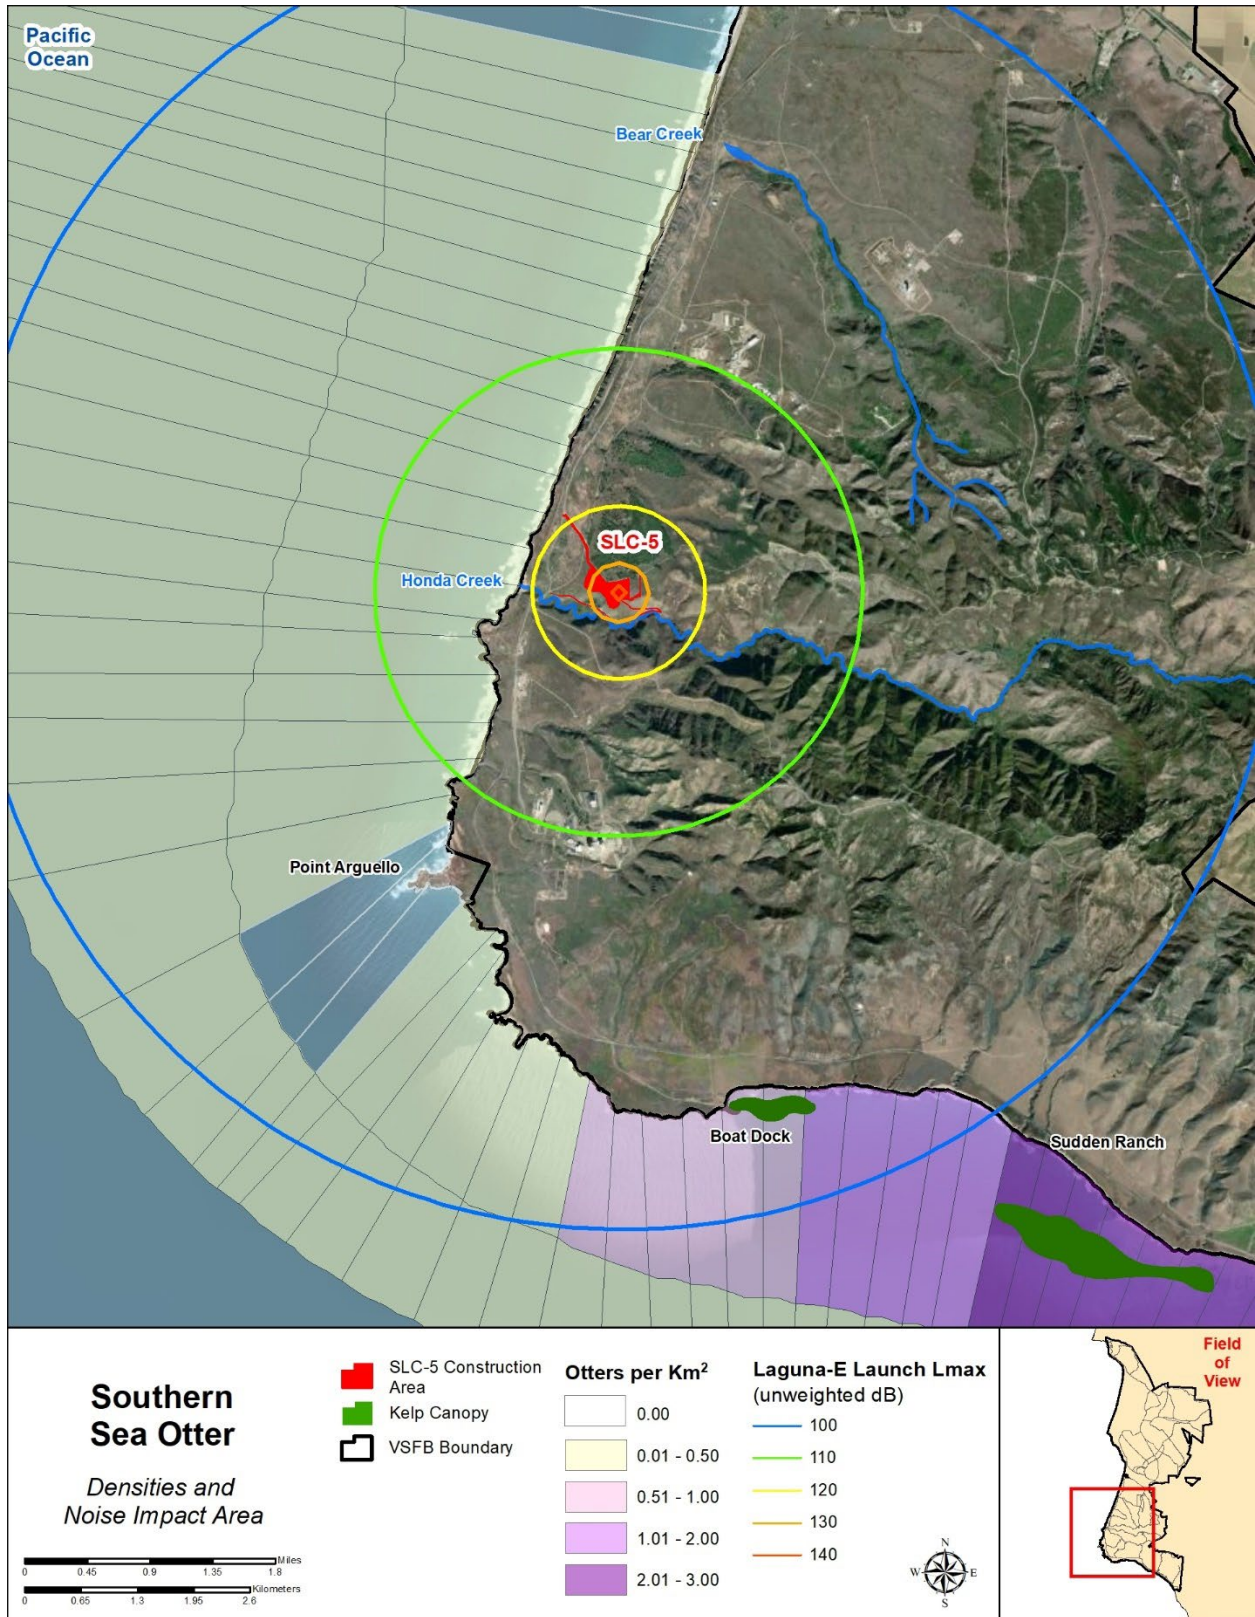 Pacific
Ocean
Bear Creek
SLC-5
Honda Creek
Point Arguello
Boat Dock
Sudden Ranch
Southern
Sea Otter
Densities and
Noise Impact Area
Miles
0 0.45 0.9 1.35 1.8
Kilometers
0 0.65 1.3 1.95 2.6
SLC-5 Construction
Area
Kelp Canopy
VSFB Boundary
Otters per Km²
0.00
0.01 - 0.50
0.51 - 1.00
1.01 - 2.00
2.01 - 3.00
Laguna-E Launch Lmax
(unweighted dB)
100
110
120
130
140
N
W E
S
Field
of
View